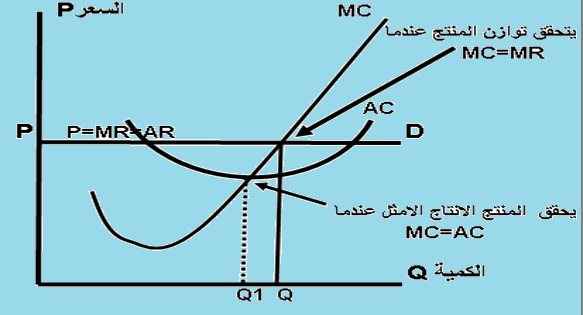 السعر P
MC
يتحقق توازن المنتج عندما
MC=MR
AC
P
P=MR=AR
D
يحقق المنتج الانتاج الامثل عندما
MC=AC
الكمية Q
Q1
Q